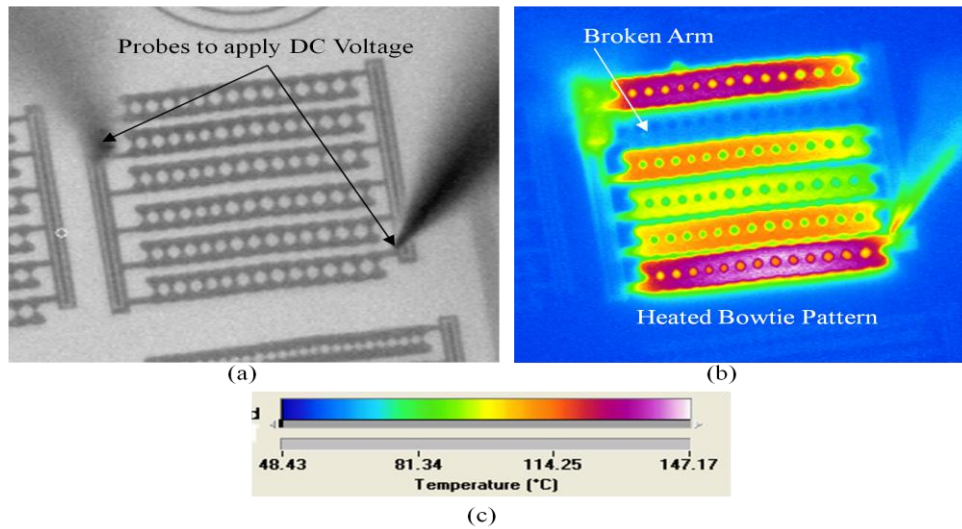 Probes to apply DC Voltage
Broken Arm
Heated Bowtie Pattern
(a)
(b)
d
48.43 81.34 114.25 147.17
Temperature (°C)
(c)